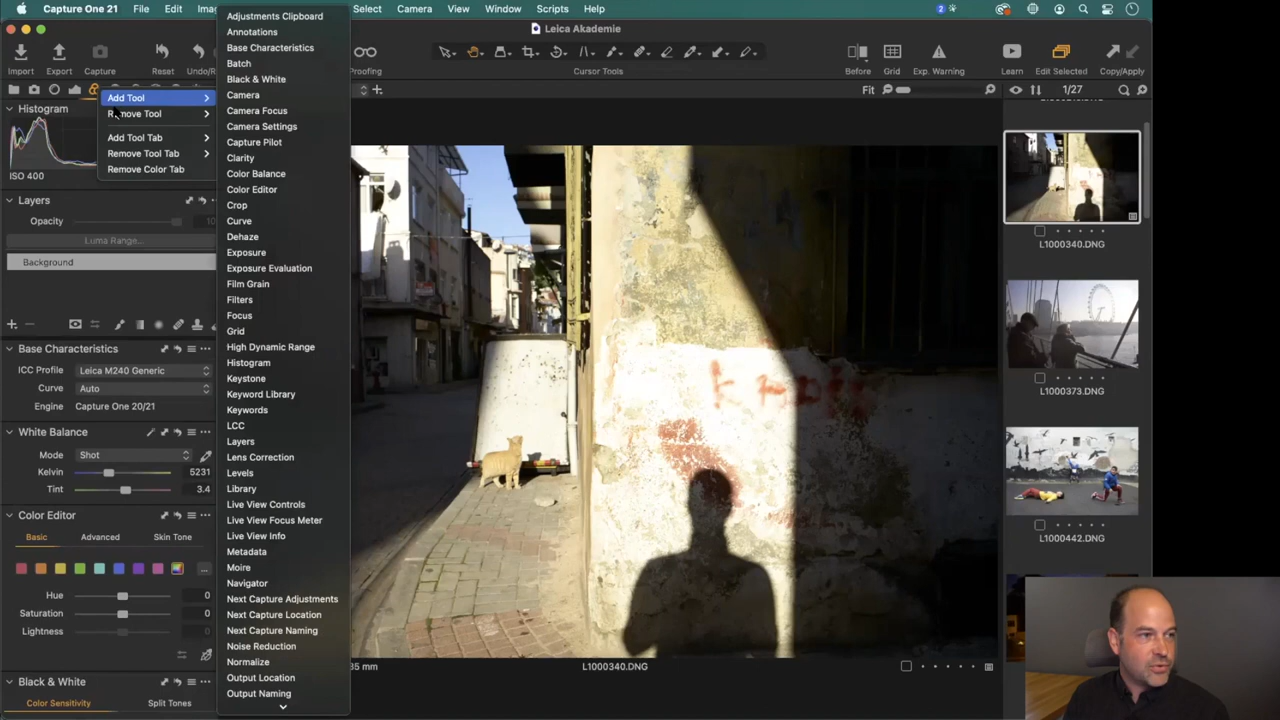 Capture One 21 File Edit Ima Select Camera View Window Scripts Help 2
Leica Akademie
Import Export Capture Reset Undo/R Proofing Cursor Tools Before Grid Exp. Warning Learn Edit Selected Copy/Apply
Fit 1/27
Histogram
ISO 400
Add Tool
Remove Tool
Add Tool Tab
Remove Tool Tab
Remove Color Tab
Layers
Opacity 10
Luma Range...
Background
Base Characteristics
ICC Profile Leica M240 Generic
Curve Auto
Engine Capture One 20/21
White Balance
Mode Shot
Kelvin 5231
Tint 3.4
Color Editor
Basic Advanced Skin Tone
Hue 0
Saturation 0
Lightness 0
Black & White
Color Sensitivity Split Tones
Adjustments Clipboard
Annotations
Base Characteristics
Batch
Black & White
Camera
Camera Focus
Camera Settings
Capture Pilot
Clarity
Color Balance
Color Editor
Crop
Curve
Dehaze
Exposure
Exposure Evaluation
Film Grain
Filters
Focus
Grid
High Dynamic Range
Histogram
Keystone
Keyword Library
Keywords
LCC
Layers
Lens Correction
Levels
Library
Live View Controls
Live View Focus Meter
Live View Info
Metadata
Moire
Navigator
Next Capture Adjustments
Next Capture Location
Next Capture Naming
Noise Reduction
Normalize
Output Location
Output Naming
35 mm L1000340.DNG
L1000340.DNG
L1000373.DNG
L1000442.DNG